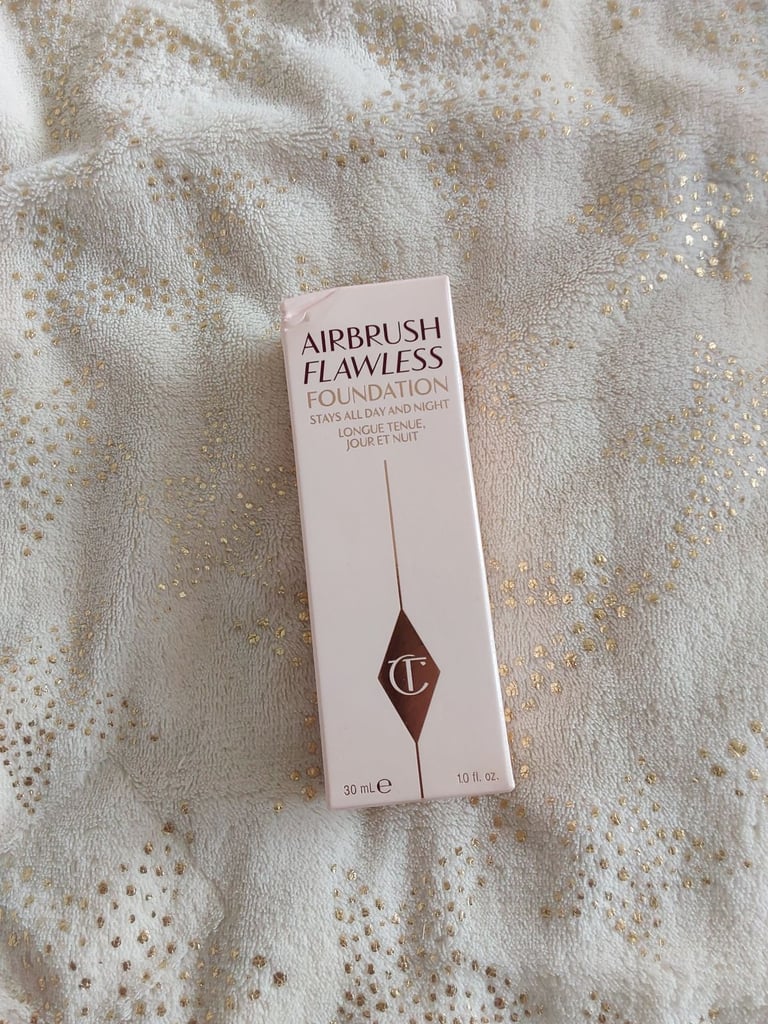 AIRBRUSH
FLAWLESS
FOUNDATION
STAYS ALL DAY AND NIGHT
LONGUE TENUE,
JOUR ET NUIT
CT
30 mL℮
1.0 fl. oz.